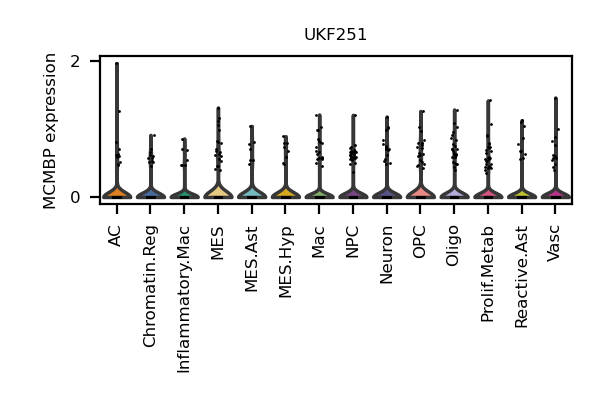 UKF251
MCMBP expression
2
0
AC
Chromatin.Reg
Inflammatory.Mac
MES
MES.Ast
MES.Hyp
Mac
NPC
Neuron
OPC
Oligo
Prolif.Metab
Reactive.Ast
Vasc